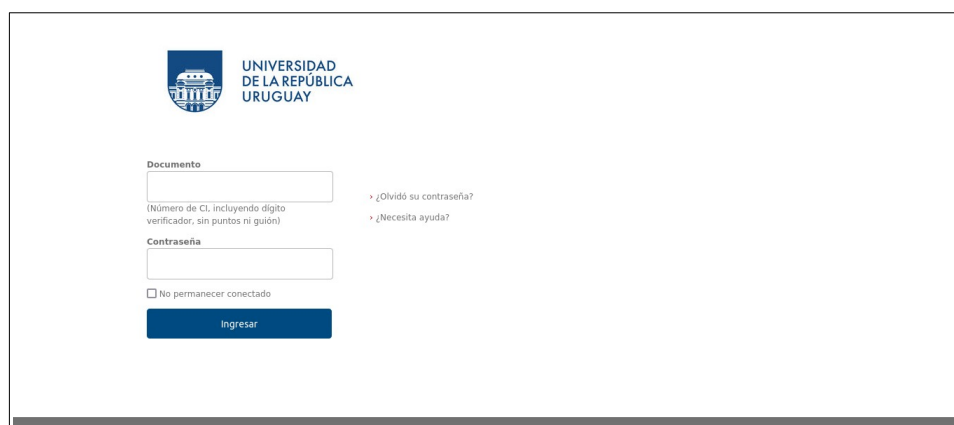 UNIVERSIDAD
DE LA REPÚBLICA
URUGUAY
Documento
(Número de CI, incluyendo dígito
verificador, sin puntos ni guión)
Contraseña
No permanecer conectado
Ingresar
› ¿Olvidó su contraseña?
› ¿Necesita ayuda?